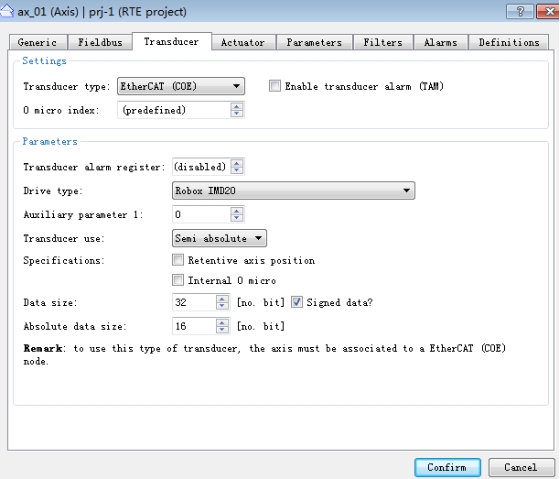 ax_01 (Axis) | prj-1 (RTE project)
Generic Fieldbus Transducer Actuator Parameters Filters Alarms Definitions
Settings
Transducer type: EtherCAT (COE) Enable transducer alarm (TAM)
0 micro index: (predefined)
Parameters
Transducer alarm register: (disabled)
Drive type: Robox IMD20
Auxiliary parameter 1: 0
Transducer use: Semi absolute
Specifications: Retentive axis position
Internal 0 micro
Data size: 32 [no. bit] Signed data?
Absolute data size: 16 [no. bit]
Remark: to use this type of transducer, the axis must be associated to a EtherCAT (COE)
node.
Confirm Cancel